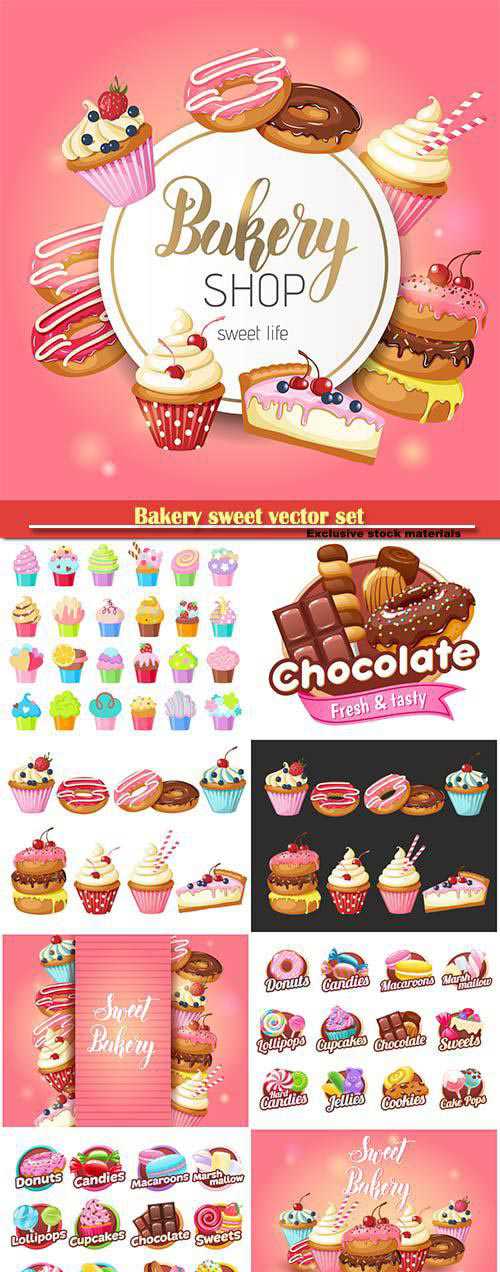 Bakery
SHOP
sweet life
Bakery sweet vector set
Exclusive stock materials
Chocolate
Fresh & tasty
Sweet
Bakery
Donuts Candies Macaroons Marsh mallow
Lollipops Cupcakes Chocolate Sweets
Hard Candies Jellies Cookies Cake Pops
Donuts Candies Macaroons Marsh mallow
Lollipops Cupcakes Chocolate Sweets
Sweet
Bakery